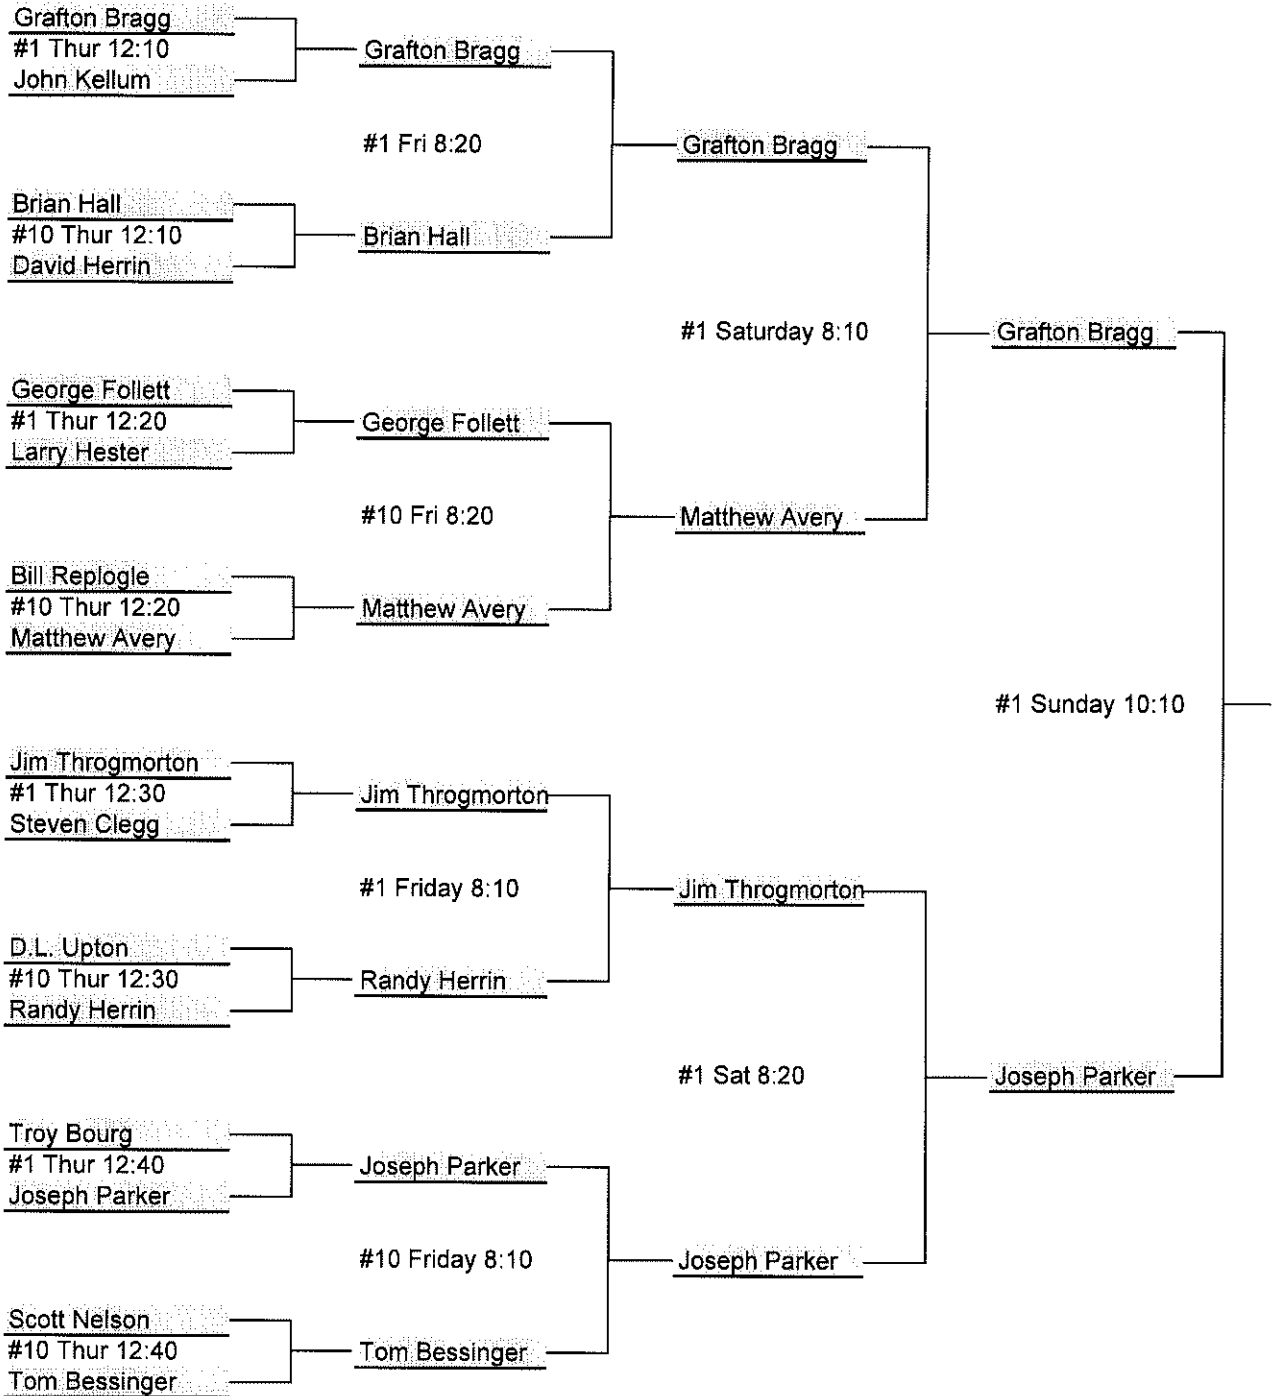 Grafton Bragg
#1 Thur 12:10
John Kellum
Brian Hall
#10 Thur 12:10
David Herrin
George Follett
#1 Thur 12:20
Larry Hester
Bill Replogle
#10 Thur 12:20
Matthew Avery
Jim Throgmorton
#1 Thur 12:30
Steven Clegg
D.L. Upton
#10 Thur 12:30
Randy Herrin
Troy Bourg
#1 Thur 12:40
Joseph Parker
Scott Nelson
#10 Thur 12:40
Tom Bessinger
Grafton Bragg
#1 Fri 8:20
Brian Hall
George Follett
#10 Fri 8:20
Matthew Avery
Jim Throgmorton
#1 Friday 8:10
Randy Herrin
Joseph Parker
#10 Friday 8:10
Tom Bessinger
Grafton Bragg
#1 Saturday 8:10
Matthew Avery
Jim Throgmorton
#1 Sat 8:20
Joseph Parker
Grafton Bragg
#1 Sunday 10:10
Joseph Parker